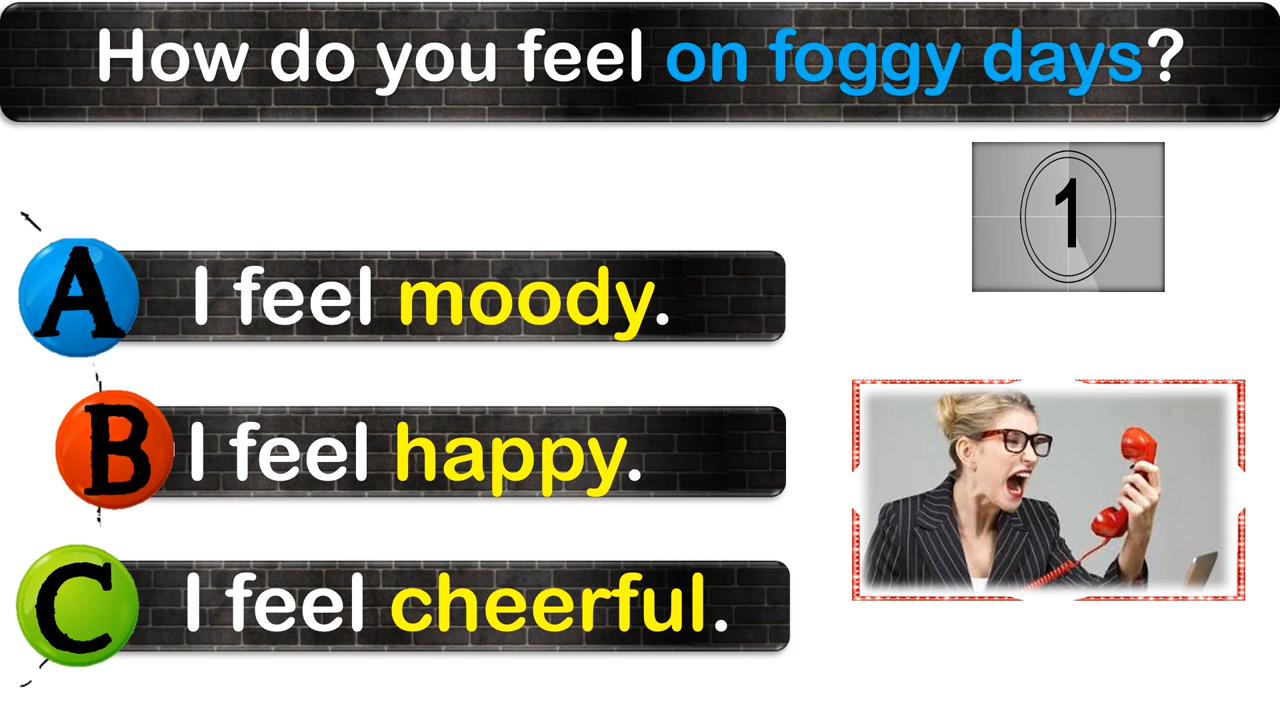 How do you feel on foggy days?
1
A I feel moody.
B I feel happy.
C I feel cheerful.